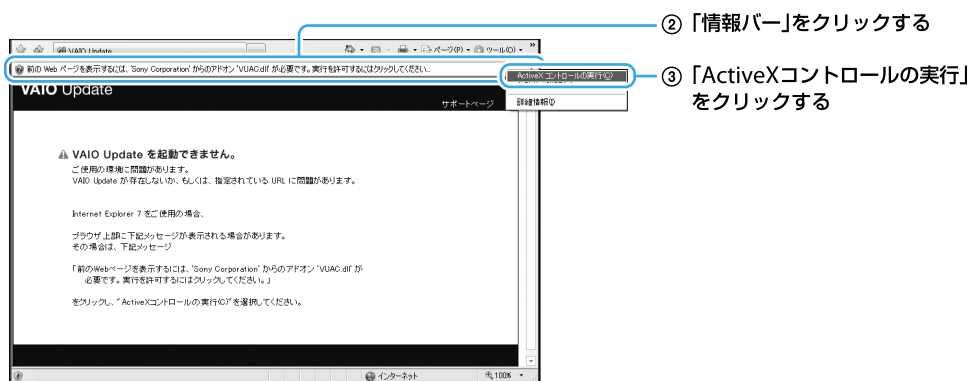 ② 「情報バー」をクリックする
VAIO Update
ページ(P)
ツール(O)
»
前の Web ページを表示するには、'Sony Corporation' からのアドオン 'VUAC.dll' が必要です。実行を許可するにはクリックしてください...
ActiveX コントロールの実行(C)
③ 「ActiveXコントロールの実行」
をクリックする
VAIO Update
サポートページ
詳細情報(I)
VAIO Update を起動できません。
ご使用の環境に問題があります。
VAIO Update が存在しないか、もしくは、指定されている URL に問題があります。
Internet Explorer 7 をご使用の場合、
ブラウザ上部に下記メッセージが表示される場合があります。
その場合は、下記メッセージ
「前のWebページを表示するには、'Sony Corporation' からのアドオン 'VUAC.dll' が
必要です。実行を許可するにはクリックしてください。」
をクリックし、"ActiveXコントロールの実行(C)"を選択してください。
インターネット
100%